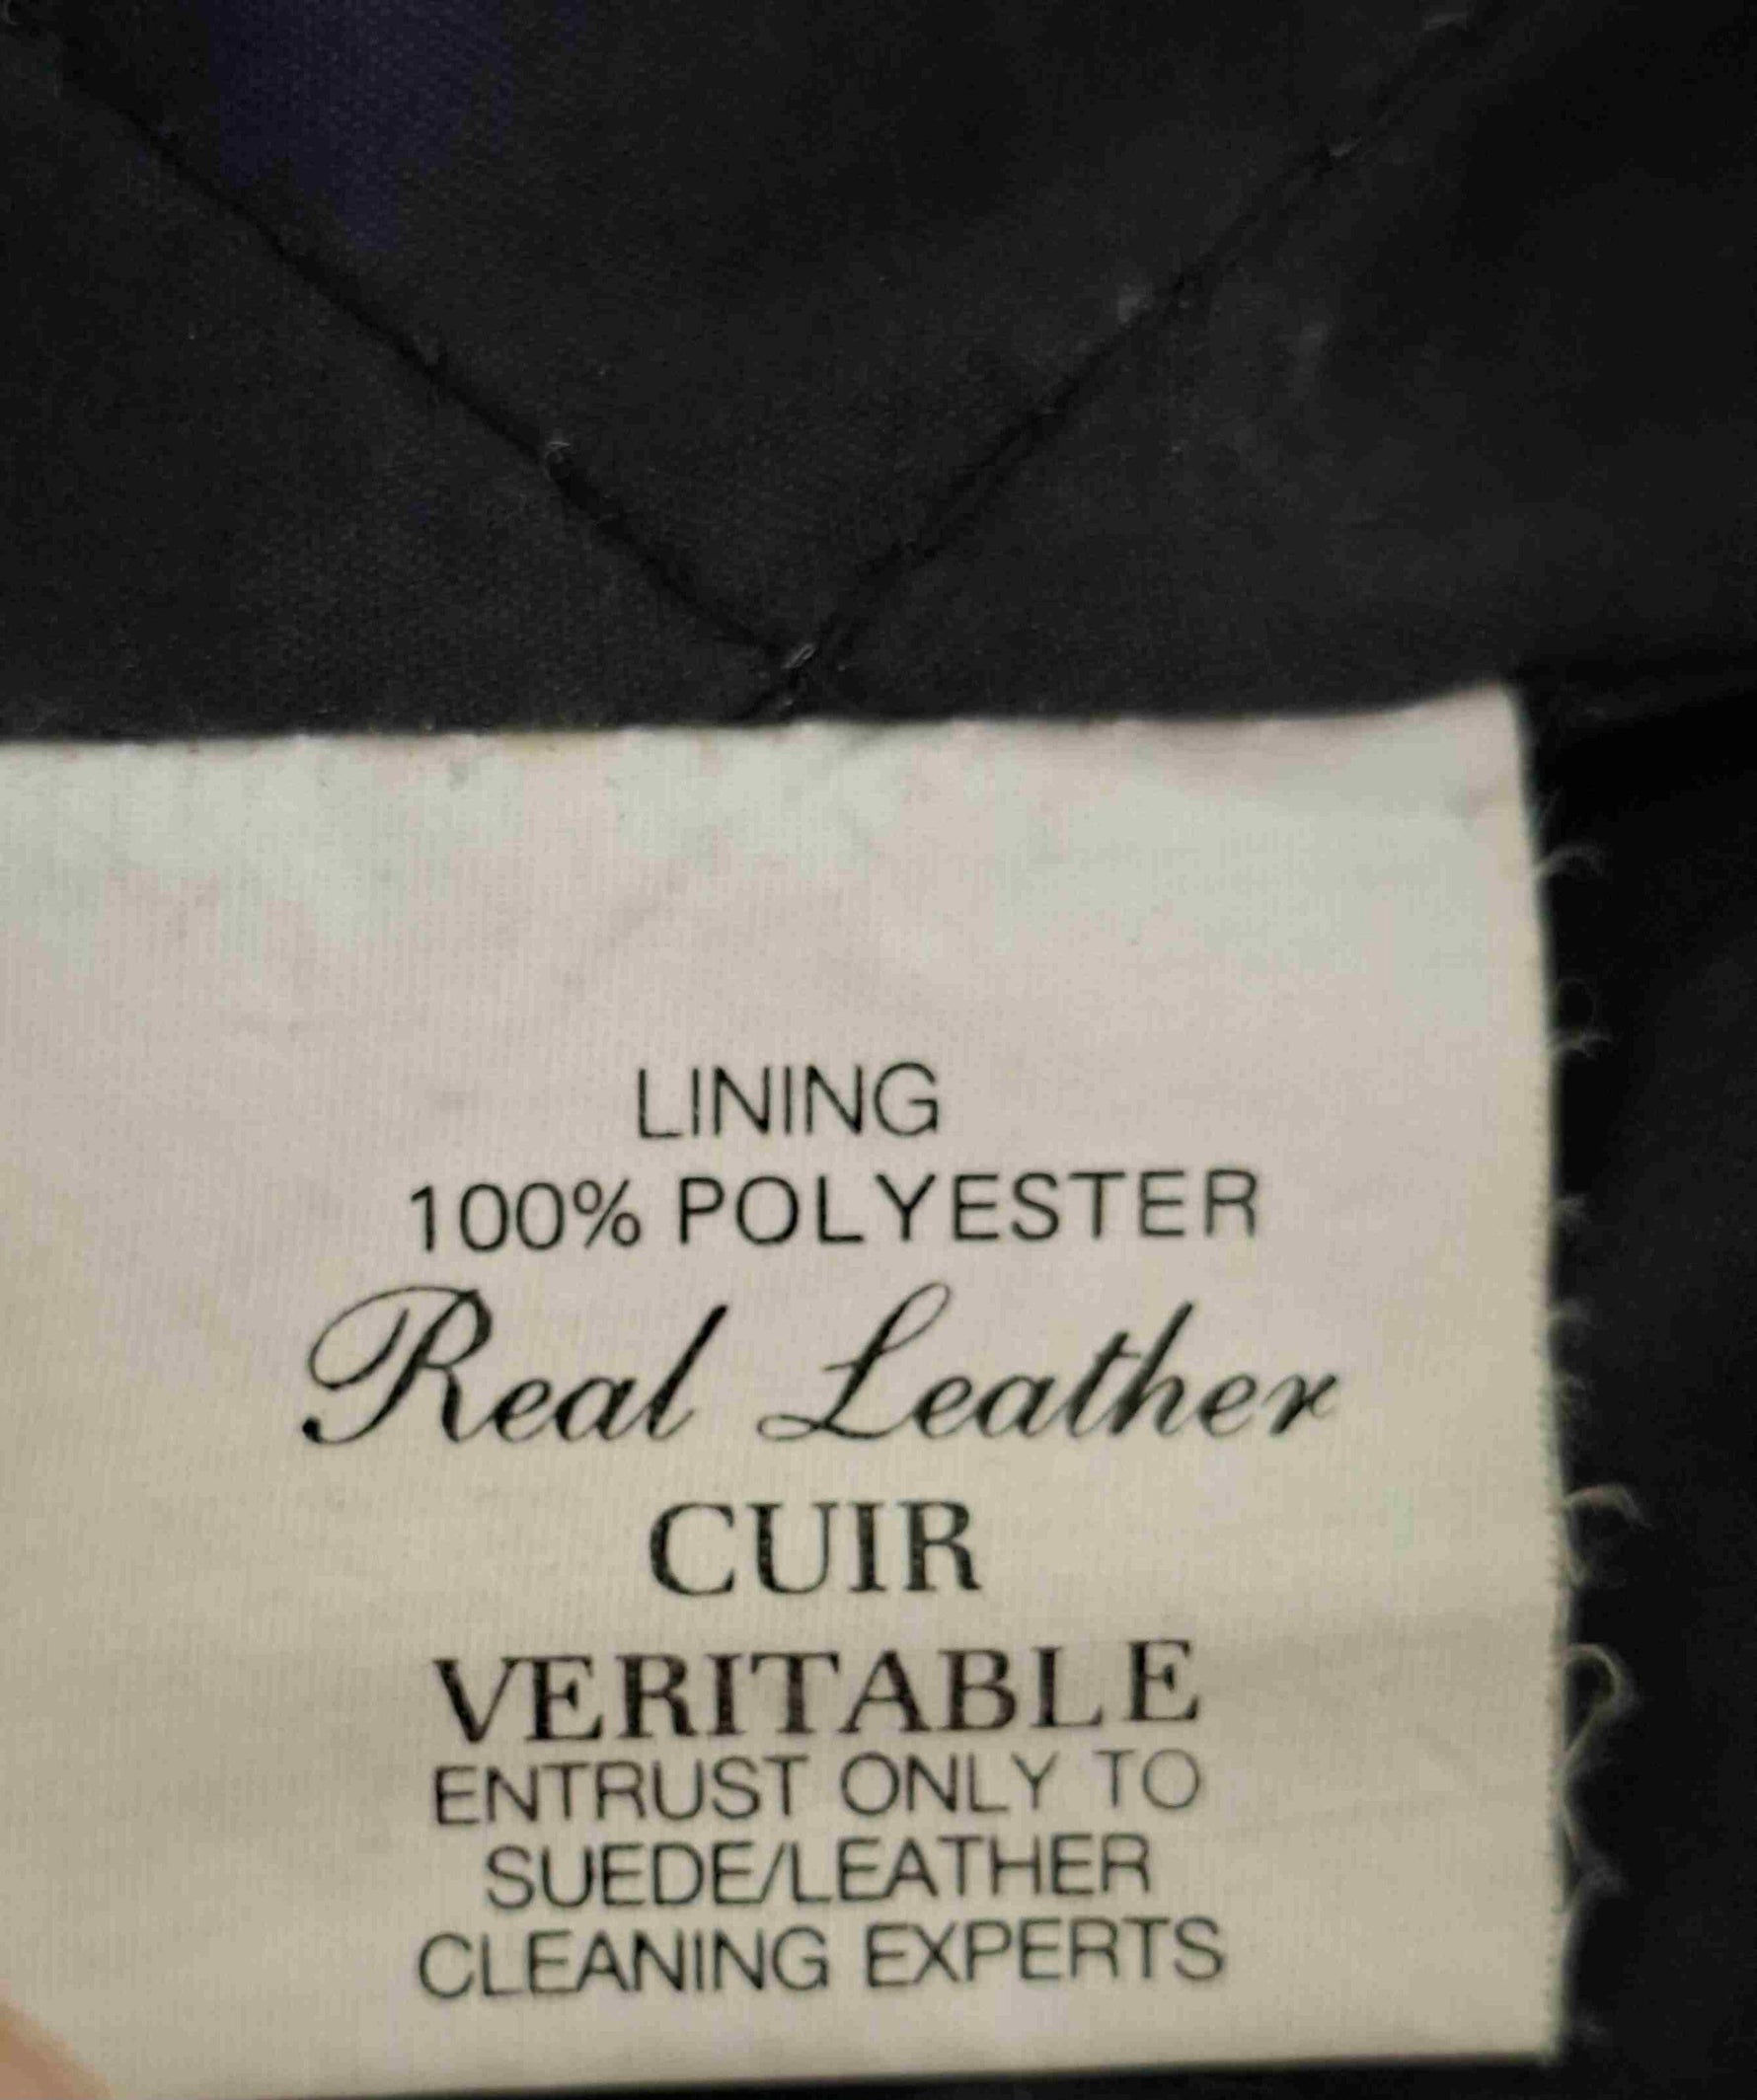 LINING
100% POLYESTER
Real Leather
CUIR
VERITABLE
ENTRUST ONLY TO
SUEDE/LEATHER
CLEANING EXPERTS